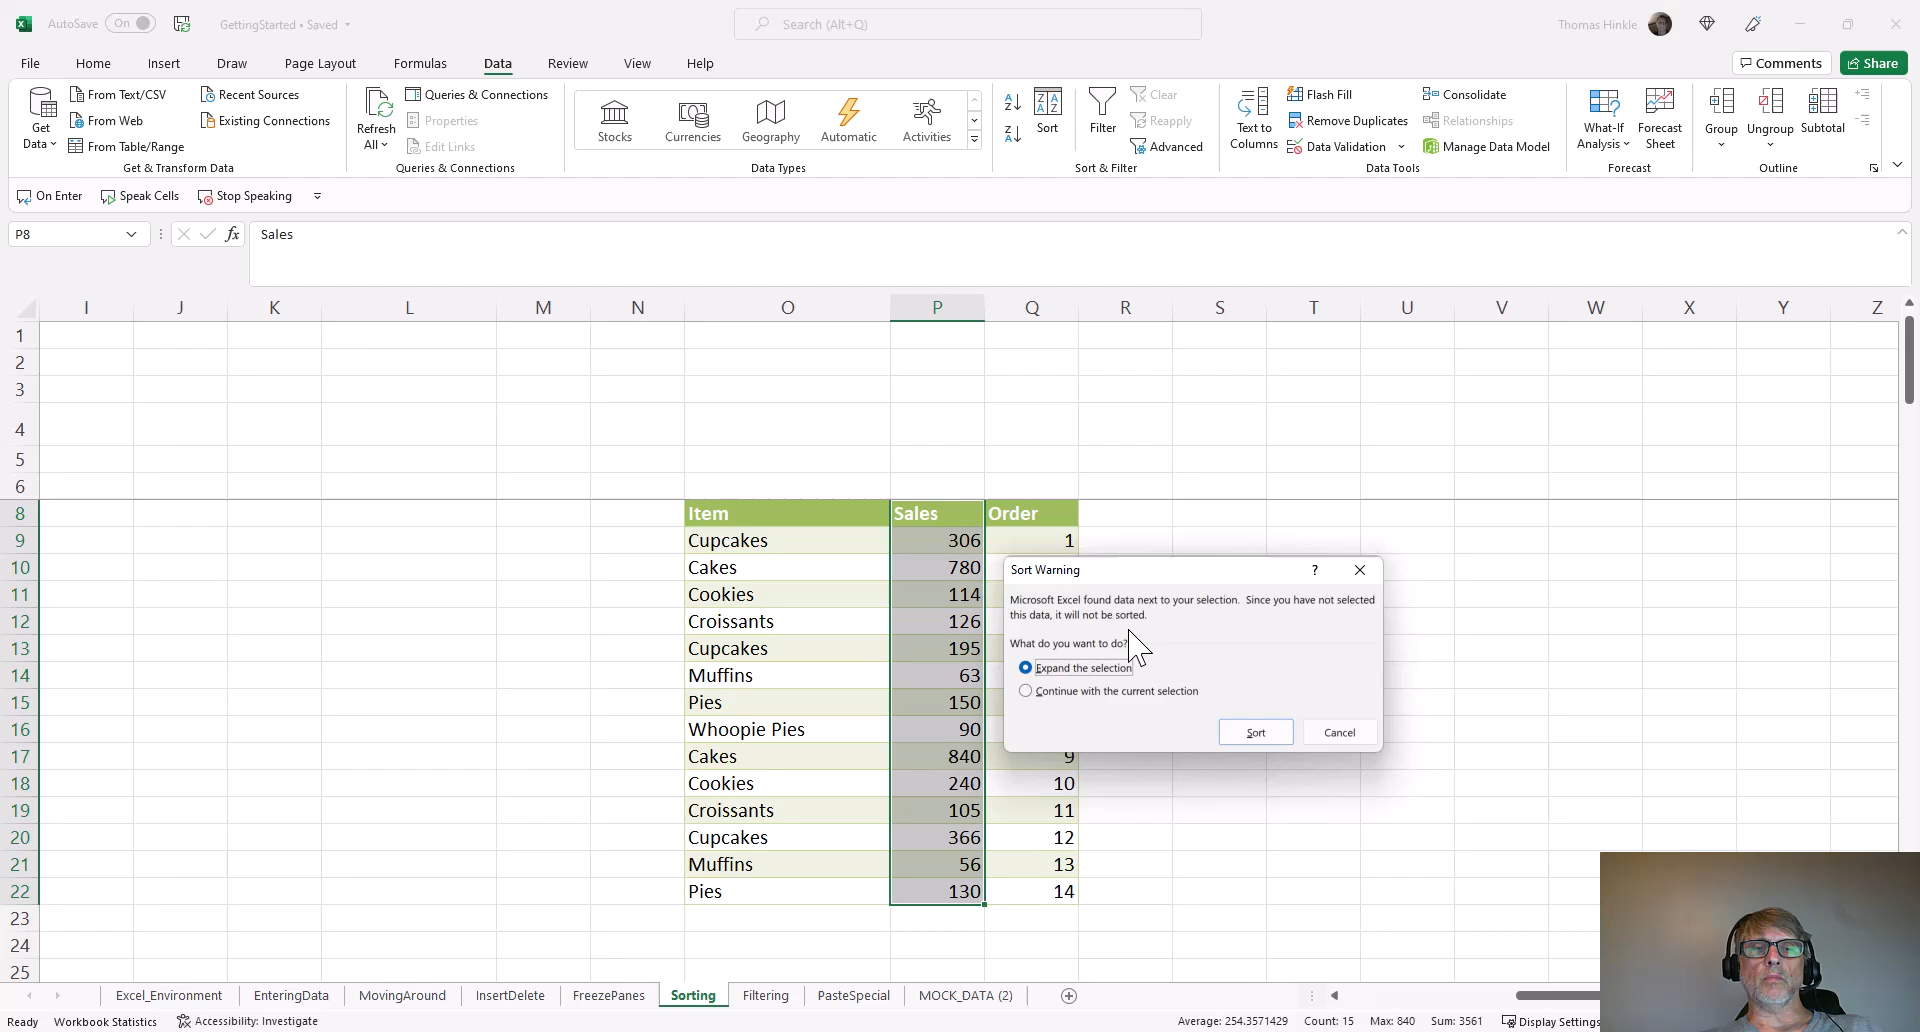 AutoSave On GettingStarted • Saved Search (Alt+Q) Thomas Hinkle
File Home Insert Draw Page Layout Formulas Data Review View Help Comments Share
Get Data
From Text/CSV
From Web
From Table/Range
Recent Sources
Existing Connections
Get & Transform Data
Refresh All
Queries & Connections
Properties
Edit Links
Queries & Connections
Stocks Currencies Geography Automatic Activities
Data Types
Sort
Filter
Clear
Reapply
Advanced
Sort & Filter
Text to Columns
Flash Fill
Remove Duplicates
Data Validation
Consolidate
Relationships
Manage Data Model
Data Tools
What-If Analysis
Forecast Sheet
Forecast
Group Ungroup Subtotal
Outline
On Enter Speak Cells Stop Speaking
P8 fx Sales
I J K L M N O P Q R S T U V W X Y Z
1
2
3
4
5
6
8 Item Sales Order
9 Cupcakes 306 1
10 Cakes 780
11 Cookies 114
12 Croissants 126
13 Cupcakes 195
14 Muffins 63
15 Pies 150
16 Whoopie Pies 90
17 Cakes 840 9
18 Cookies 240 10
19 Croissants 105 11
20 Cupcakes 366 12
21 Muffins 56 13
22 Pies 130 14
23
24
25
Sort Warning ?
Microsoft Excel found data next to your selection. Since you have not selected
this data, it will not be sorted.
What do you want to do?
Expand the selection
Continue with the current selection
Sort Cancel
Excel_Environment EnteringData MovingAround InsertDelete FreezePanes Sorting Filtering PasteSpecial MOCK_DATA (2)
Ready Workbook Statistics Accessibility: Investigate Average: 254.3571429 Count: 15 Max: 840 Sum: 3561 Display Settings